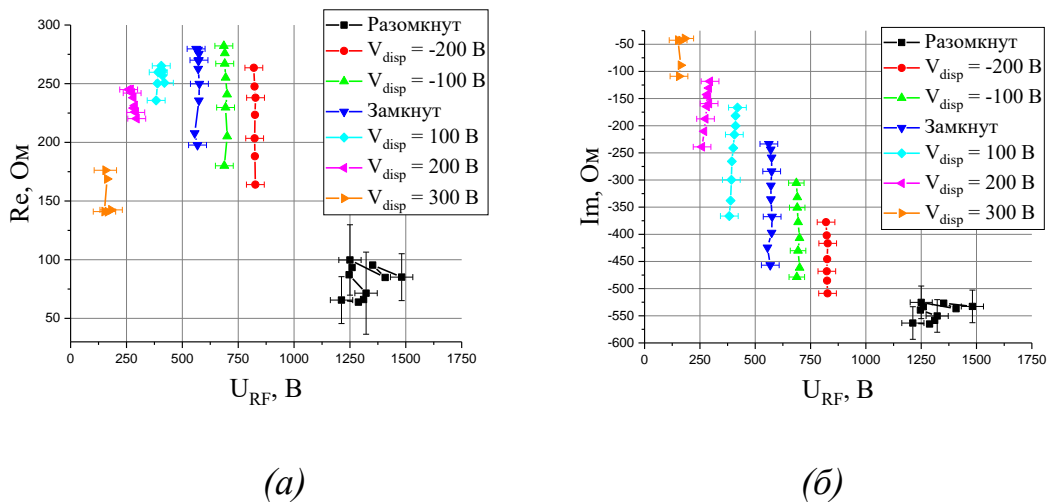 300
250
200
150
100
50
Re, Ом
0
250
500
750
1000
1250
1500
1750
U_RF, В
Разомкнут
V_disp = -200 В
V_disp = -100 В
Замкнут
V_disp = 100 В
V_disp = 200 В
V_disp = 300 В
(а)
-50
-100
-150
-200
-250
-300
-350
-400
-450
-500
-550
-600
Im, Ом
0
250
500
750
1000
1250
1500
1750
U_RF, В
Разомкнут
V_disp = -200 В
V_disp = -100 В
Замкнут
V_disp = 100 В
V_disp = 200 В
V_disp = 300 В
(б)